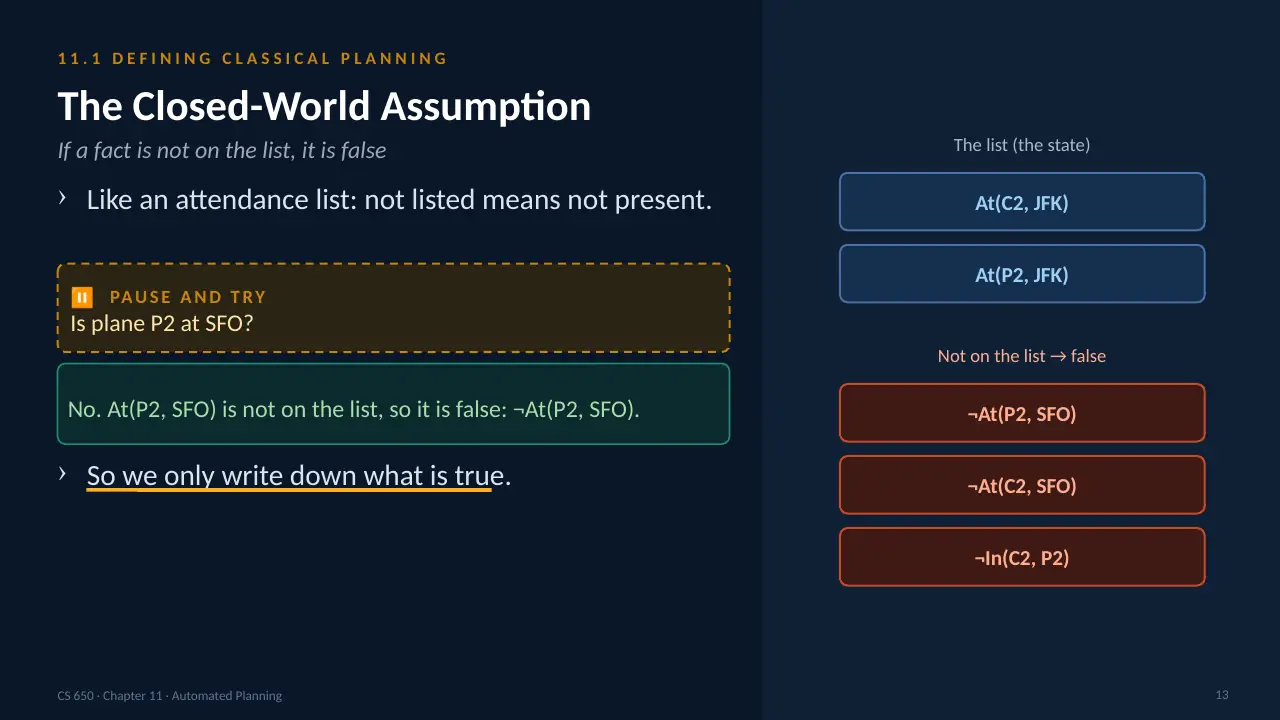 11.1 DEFINING CLASSICAL PLANNING
The Closed-World Assumption
If a fact is not on the list, it is false
› Like an attendance list: not listed means not present.
⏸ PAUSE AND TRY
Is plane P2 at SFO?
No. At(P2, SFO) is not on the list, so it is false: ¬At(P2, SFO).
› So we only write down what is true.
The list (the state)
At(C2, JFK)
At(P2, JFK)
Not on the list → false
¬At(P2, SFO)
¬At(C2, SFO)
¬In(C2, P2)
CS 650 · Chapter 11 · Automated Planning
13